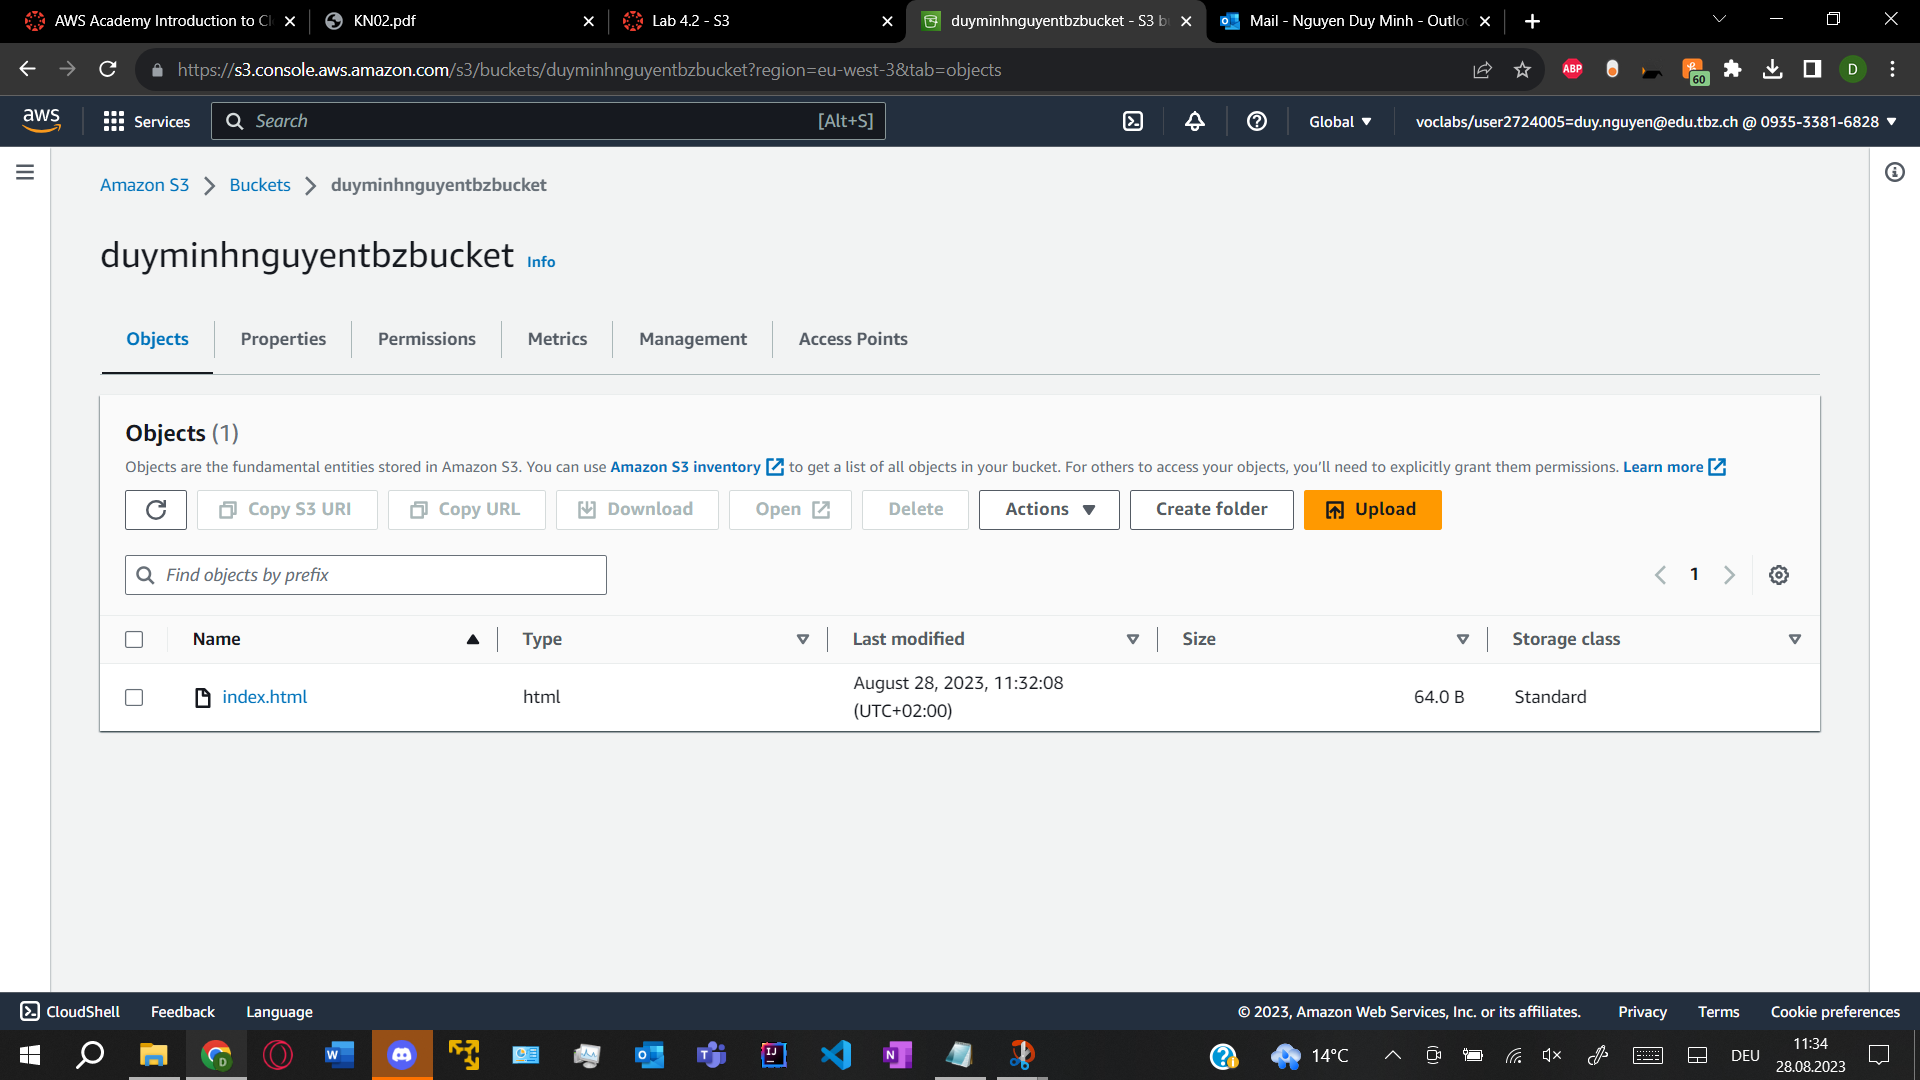 AWS Academy Introduction to Cl
KN02.pdf
Lab 4.2 - S3
duyminhnguyentbzbucket - S3 b
Mail - Nguyen Duy Minh - Outlo
https://s3.console.aws.amazon.com/s3/buckets/duyminhnguyentbzbucket?region=eu-west-3&tab=objects
ABP
60
D
aws
Services
Search
[Alt+S]
Global
voclabs/user2724005=duy.nguyen@edu.tbz.ch @ 0935-3381-6828
Amazon S3
Buckets
duyminhnguyentbzbucket
duyminhnguyentbzbucket Info
Objects
Properties
Permissions
Metrics
Management
Access Points
Objects (1)
Objects are the fundamental entities stored in Amazon S3. You can use Amazon S3 inventory to get a list of all objects in your bucket. For others to access your objects, you'll need to explicitly grant them permissions. Learn more
Copy S3 URI
Copy URL
Download
Open
Delete
Actions
Create folder
Upload
Find objects by prefix
1
Name
Type
Last modified
Size
Storage class
index.html
html
August 28, 2023, 11:32:08
(UTC+02:00)
64.0 B
Standard
CloudShell
Feedback
Language
© 2023, Amazon Web Services, Inc. or its affiliates.
Privacy
Terms
Cookie preferences
14°C
DEU
11:34
28.08.2023